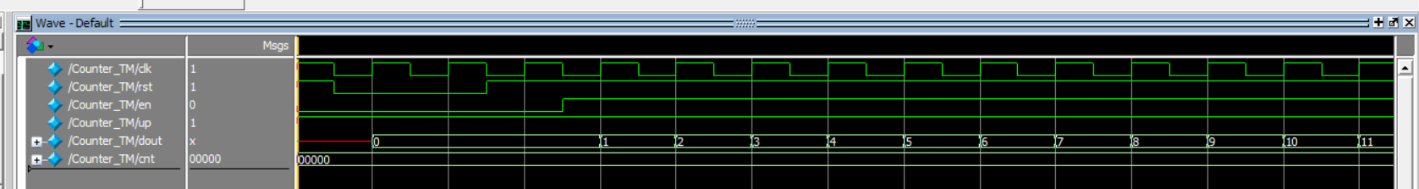 Wave - Default
Msgs
/Counter_TM/clk 1
/Counter_TM/rst 1
/Counter_TM/en 0
/Counter_TM/up 1
/Counter_TM/dout x 0 1 2 3 4 5 6 7 8 9 10 11
/Counter_TM/cnt 00000 00000